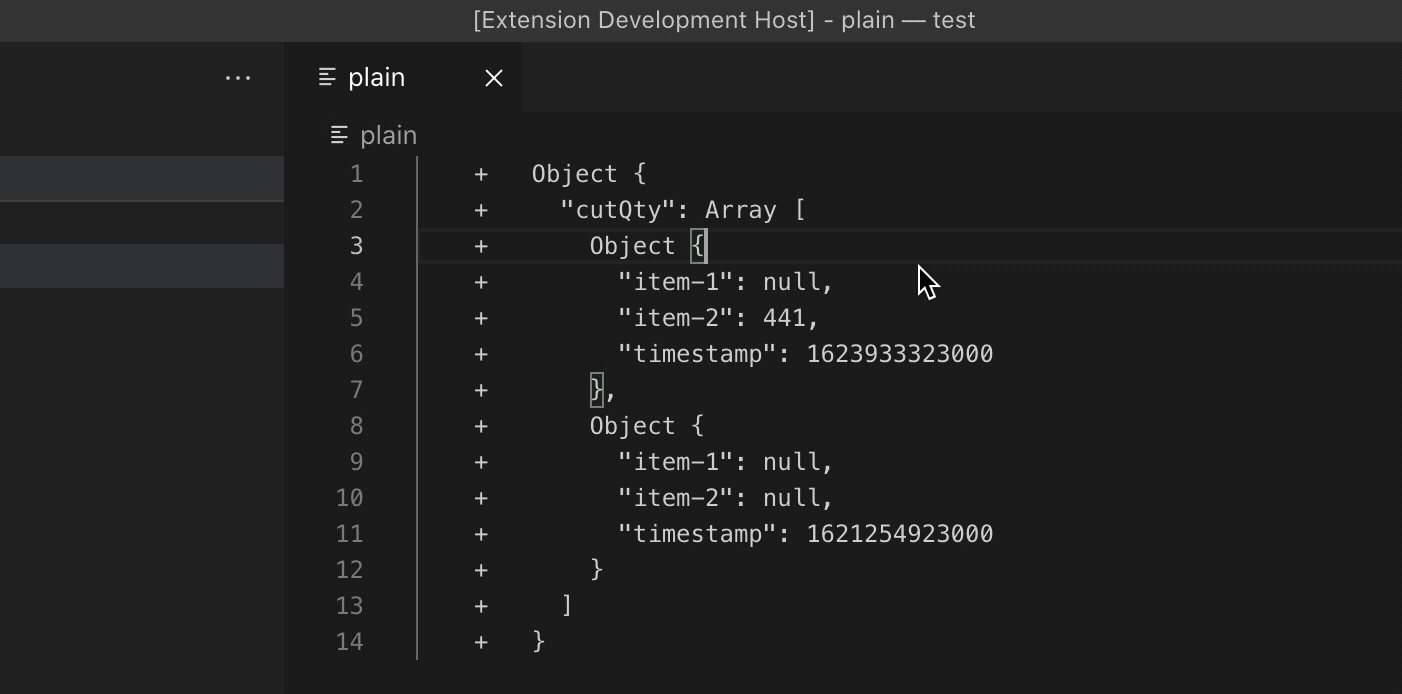 [Extension Development Host] - plain — test
plain
plain
1 + Object {
2 + "cutQty": Array [
3 + Object {
4 + "item-1": null,
5 + "item-2": 441,
6 + "timestamp": 1623933323000
7 + },
8 + Object {
9 + "item-1": null,
10 + "item-2": null,
11 + "timestamp": 1621254923000
12 + }
13 + ]
14 + }